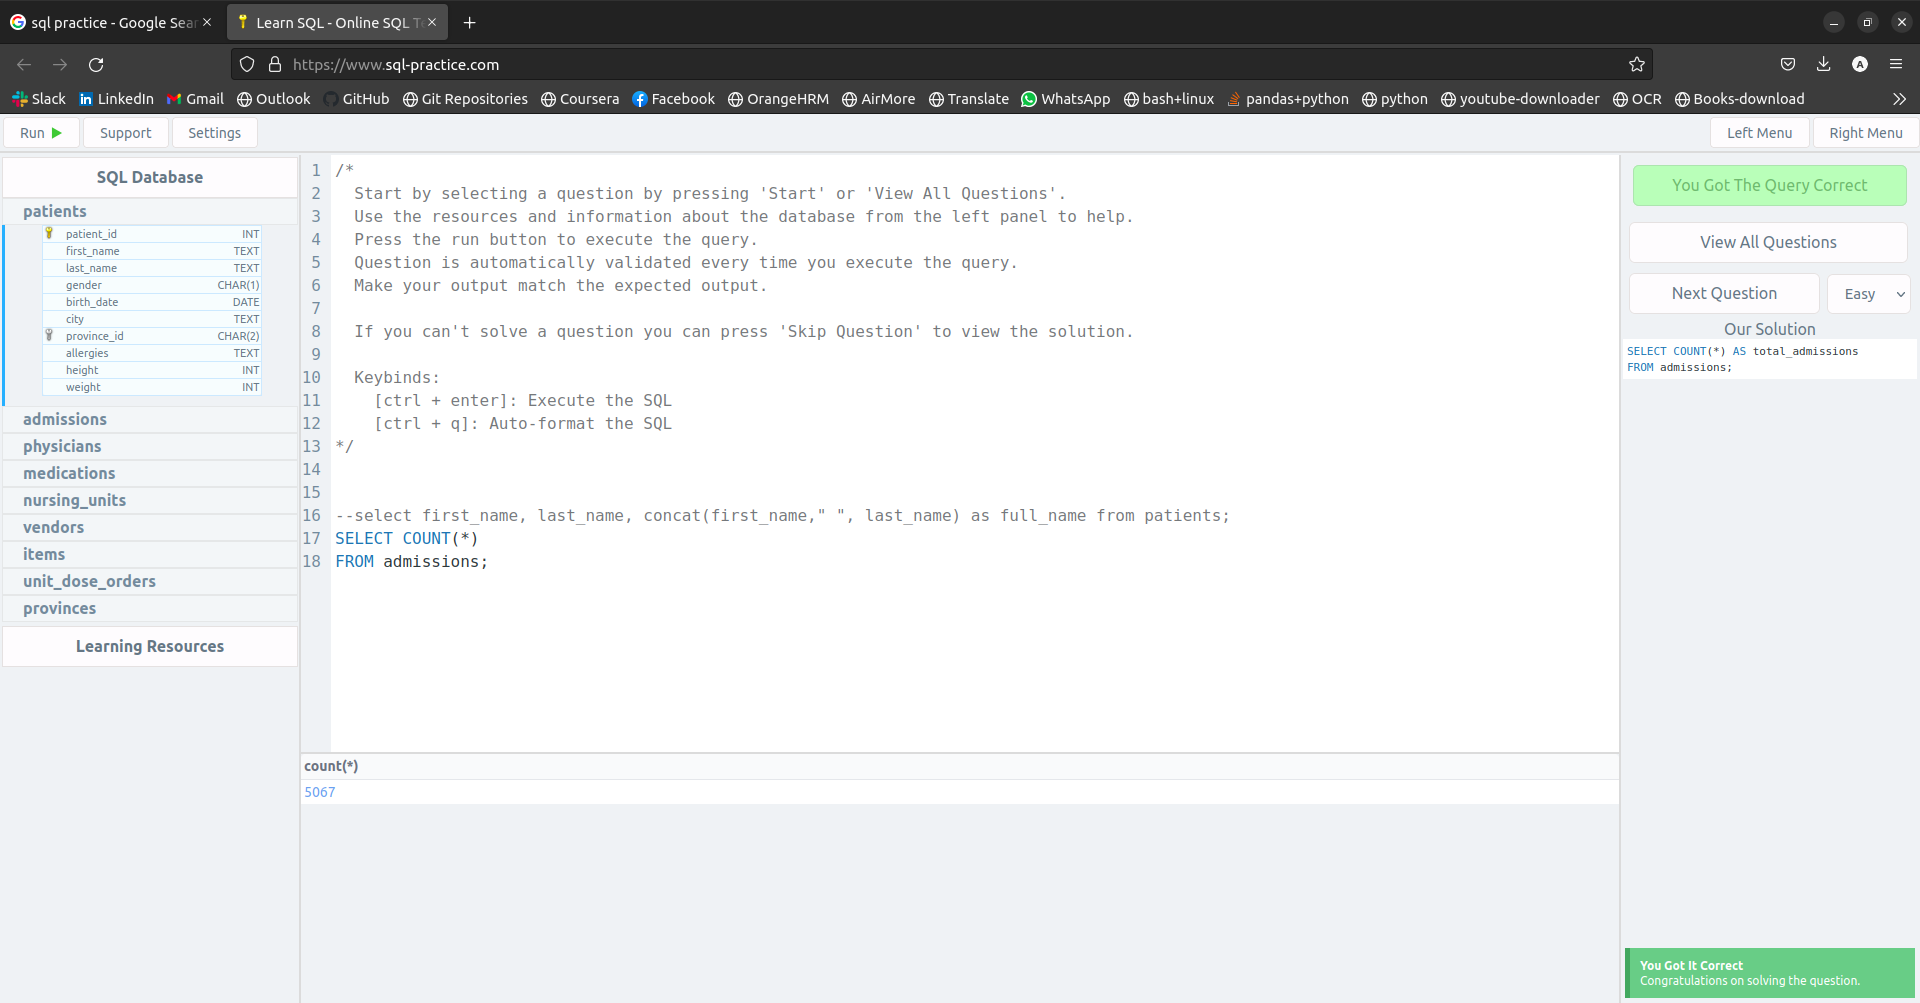 sql practice - Google Sear
Learn SQL - Online SQL Te
https://www.sql-practice.com
Slack LinkedIn Gmail Outlook GitHub Git Repositories Coursera Facebook OrangeHRM AirMore Translate WhatsApp bash+linux pandas+python python youtube-downloader OCR Books-download
Run Support Settings Left Menu Right Menu
SQL Database
patients
patient_id INT
first_name TEXT
last_name TEXT
gender CHAR(1)
birth_date DATE
city TEXT
province_id CHAR(2)
allergies TEXT
height INT
weight INT
admissions
physicians
medications
nursing_units
vendors
items
unit_dose_orders
provinces
Learning Resources
1 /*
2 Start by selecting a question by pressing 'Start' or 'View All Questions'.
3 Use the resources and information about the database from the left panel to help.
4 Press the run button to execute the query.
5 Question is automatically validated every time you execute the query.
6 Make your output match the expected output.
7
8 If you can't solve a question you can press 'Skip Question' to view the solution.
9
10 Keybinds:
11 [ctrl + enter]: Execute the SQL
12 [ctrl + q]: Auto-format the SQL
13 */
14
15
16 --select first_name, last_name, concat(first_name," ", last_name) as full_name from patients;
17 SELECT COUNT(*)
18 FROM admissions;
count(*)
5067
You Got The Query Correct
View All Questions
Next Question Easy
Our Solution
SELECT COUNT(*) AS total_admissions
FROM admissions;
You Got It Correct
Congratulations on solving the question.